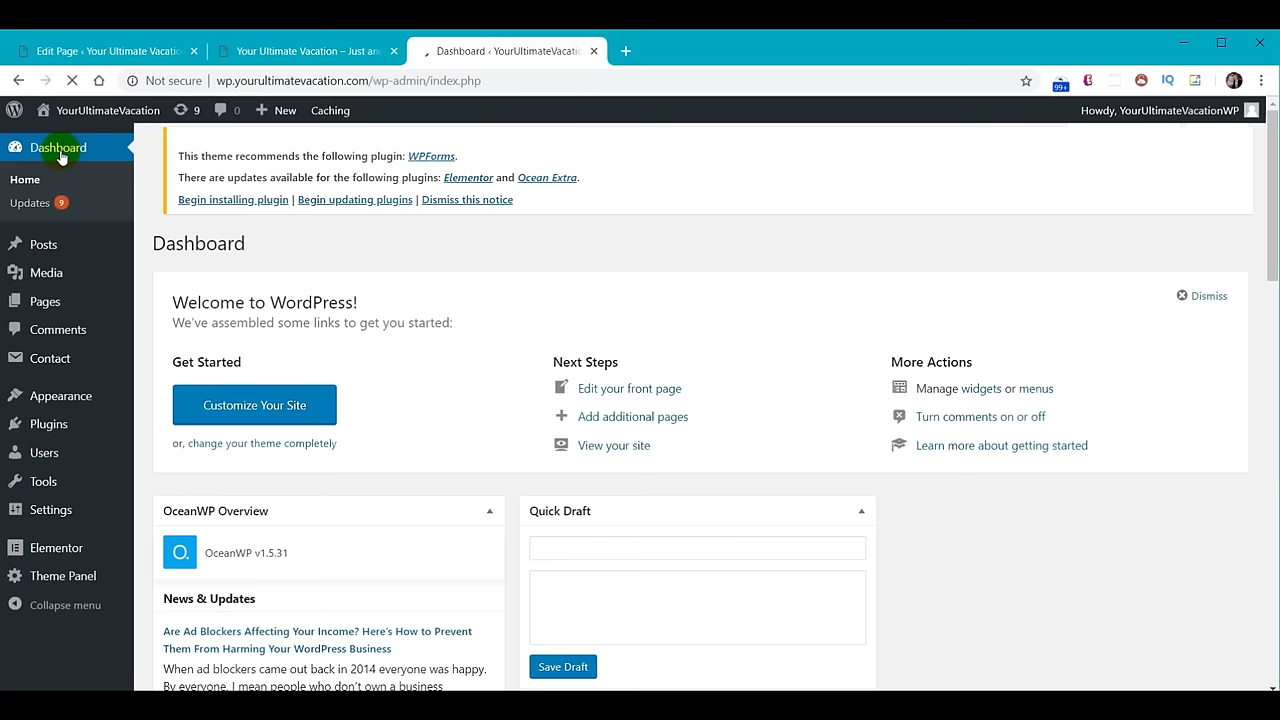 Edit Page ‹ Your Ultimate Vacatio
Your Ultimate Vacation – Just an
Dashboard ‹ YourUltimateVacatio
Not secure
wp.yourultimatevacation.com/wp-admin/index.php
99+
IQ
YourUltimateVacation
9
0
New
Caching
Howdy, YourUltimateVacationWP
Dashboard
Home
Updates 9
Posts
Media
Pages
Comments
Contact
Appearance
Plugins
Users
Tools
Settings
Elementor
Theme Panel
Collapse menu
This theme recommends the following plugin: WPForms.
There are updates available for the following plugins: Elementor and Ocean Extra.
Begin installing plugin | Begin updating plugins | Dismiss this notice
Dashboard
Welcome to WordPress!
Dismiss
We've assembled some links to get you started:
Get Started
Customize Your Site
or, change your theme completely
Next Steps
Edit your front page
Add additional pages
View your site
More Actions
Manage widgets or menus
Turn comments on or off
Learn more about getting started
OceanWP Overview
O.
OceanWP v1.5.31
News & Updates
Are Ad Blockers Affecting Your Income? Here's How to Prevent
Them From Harming Your WordPress Business
When ad blockers came out back in 2014 everyone was happy.
By everyone, I mean people who don't own a business
Quick Draft
Save Draft